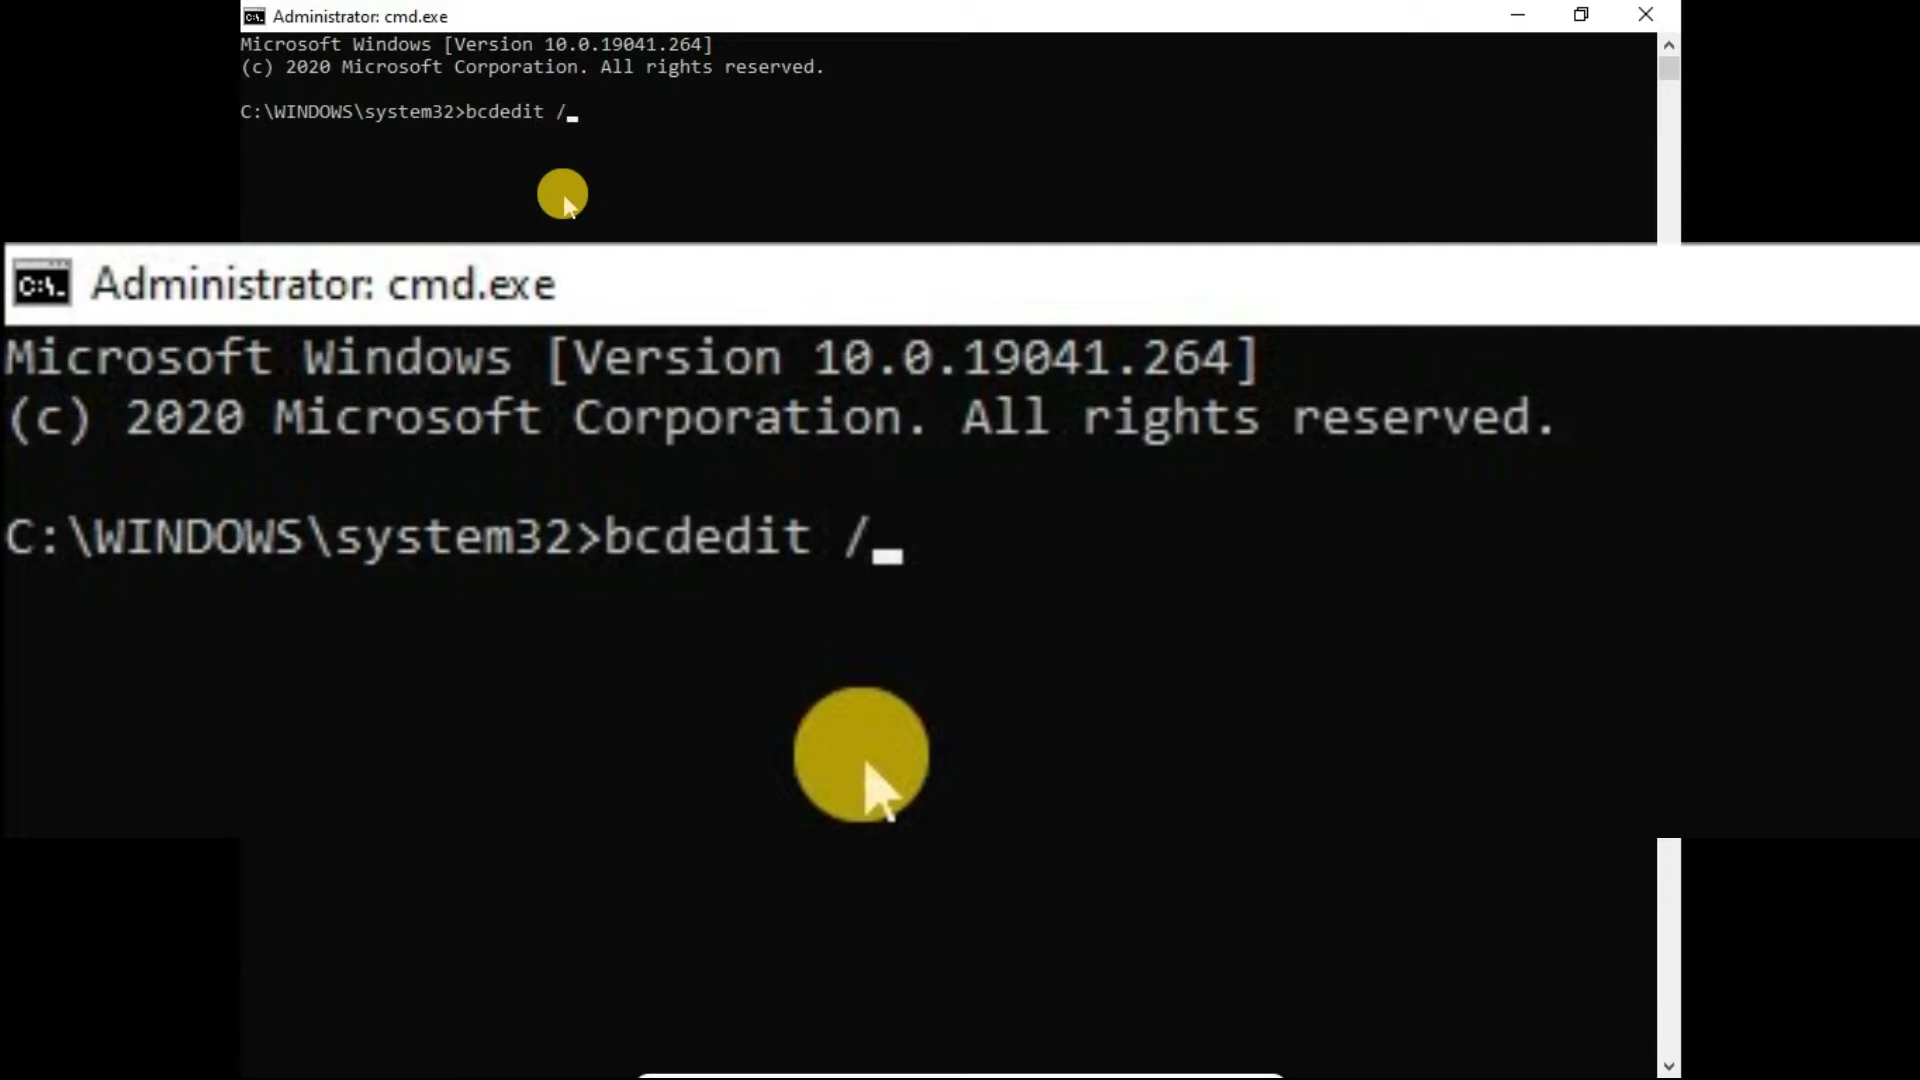 Administrator: cmd.exe
Microsoft Windows [Version 10.0.19041.264]
(c) 2020 Microsoft Corporation. All rights reserved.
C:\WINDOWS\system32>bcdedit /
Administrator: cmd.exe
Microsoft Windows [Version 10.0.19041.264]
(c) 2020 Microsoft Corporation. All rights reserved.
C:\WINDOWS\system32>bcdedit /